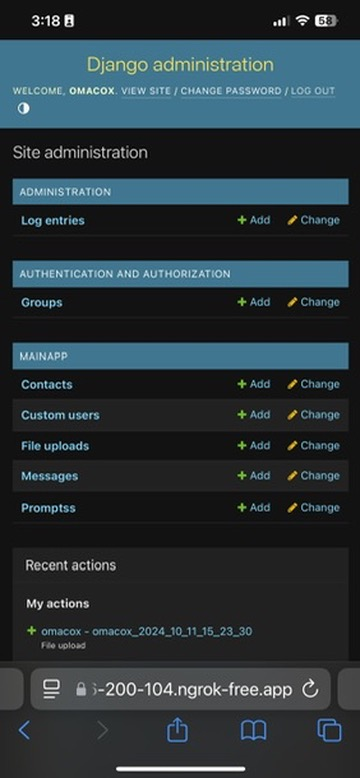 3:18
58
Django administration
WELCOME, OMACOX. VIEW SITE / CHANGE PASSWORD / LOG OUT
Site administration
ADMINISTRATION
Log entries Add Change
AUTHENTICATION AND AUTHORIZATION
Groups Add Change
MAINAPP
Contacts Add Change
Custom users Add Change
File uploads Add Change
Messages Add Change
Promptss Add Change
Recent actions
My actions
omacox - omacox_2024_10_11_15_23_30
File upload
-200-104.ngrok-free.app